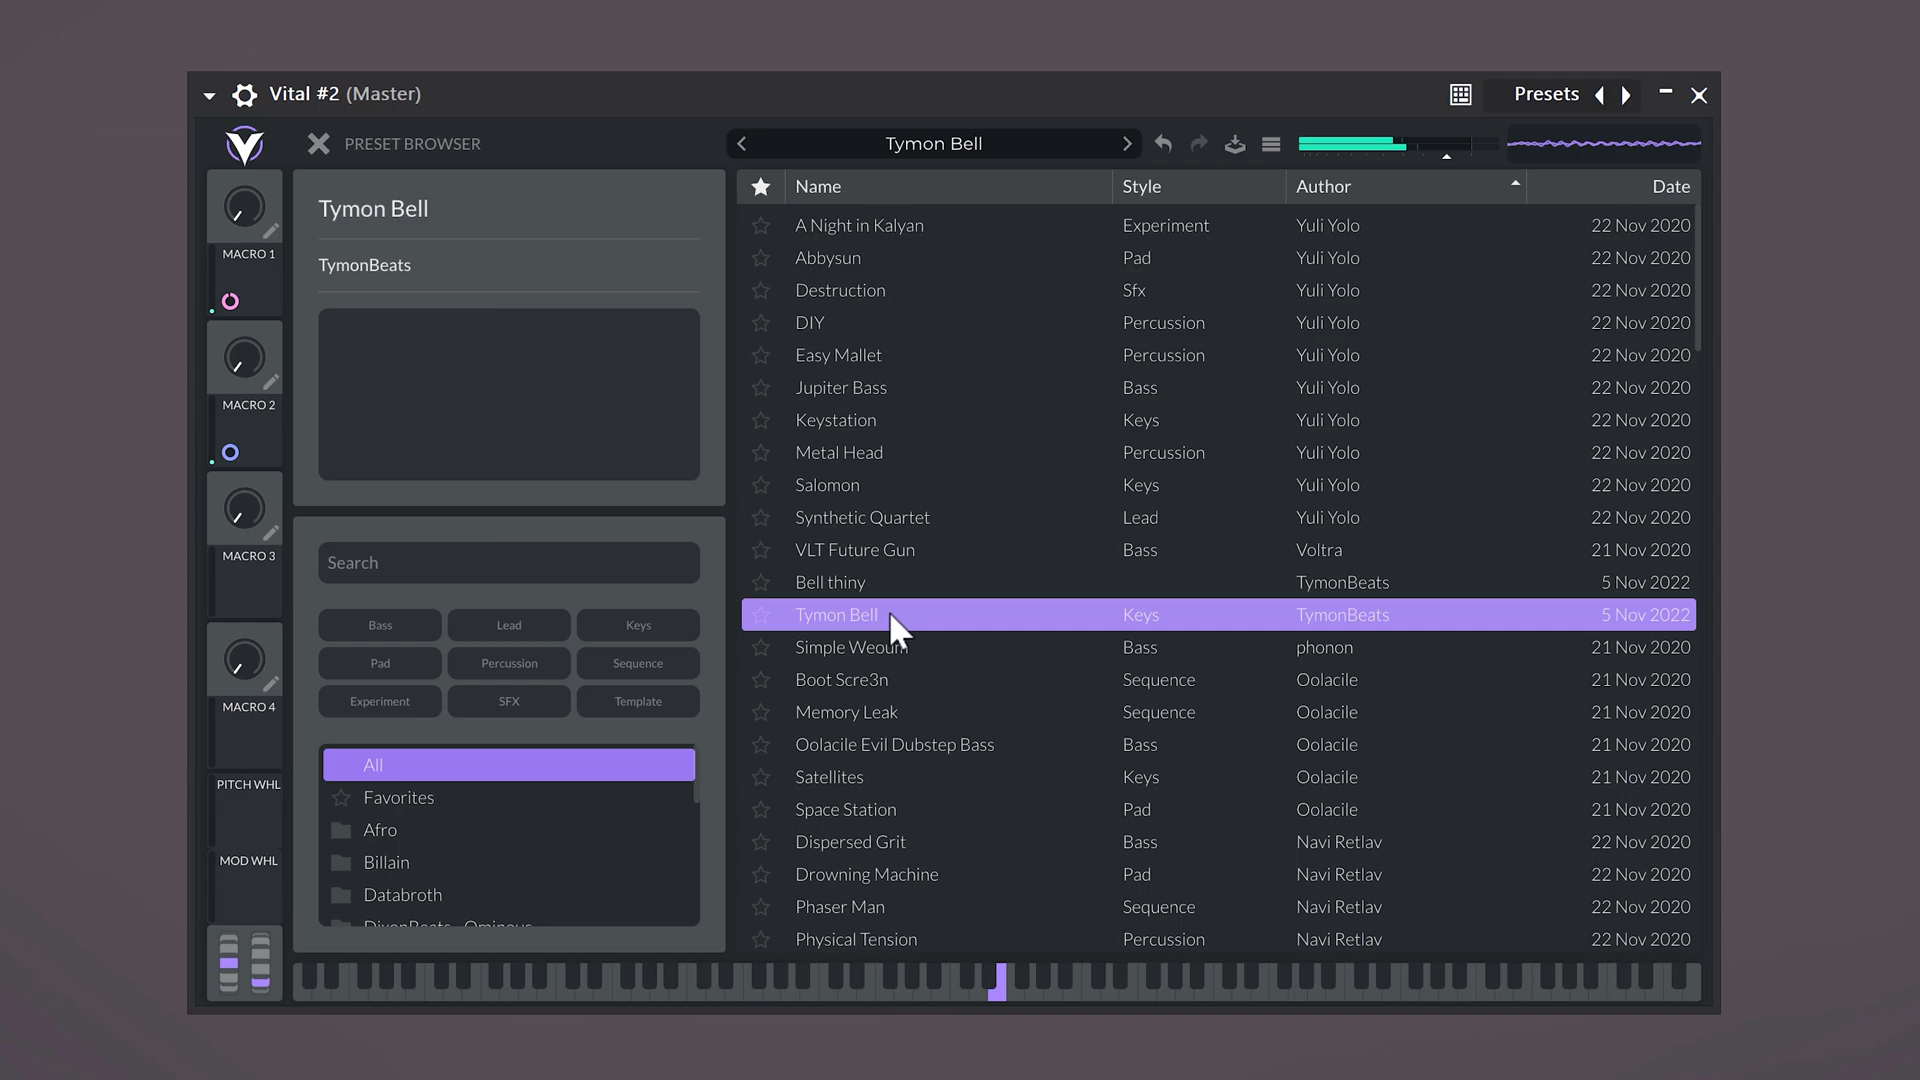 Vital #2 (Master)
Presets
PRESET BROWSER
Tymon Bell
MACRO 1
MACRO 2
MACRO 3
MACRO 4
PITCH WHL
MOD WHL
Tymon Bell
TymonBeats
Search
Bass Lead Keys
Pad Percussion Sequence
Experiment SFX Template
All
Favorites
Afro
Billain
Databroth
DixonBeats - Ominous
Name Style Author Date
A Night in Kalyan Experiment Yuli Yolo 22 Nov 2020
Abbysun Pad Yuli Yolo 22 Nov 2020
Destruction Sfx Yuli Yolo 22 Nov 2020
DIY Percussion Yuli Yolo 22 Nov 2020
Easy Mallet Percussion Yuli Yolo 22 Nov 2020
Jupiter Bass Bass Yuli Yolo 22 Nov 2020
Keystation Keys Yuli Yolo 22 Nov 2020
Metal Head Percussion Yuli Yolo 22 Nov 2020
Salomon Keys Yuli Yolo 22 Nov 2020
Synthetic Quartet Lead Yuli Yolo 22 Nov 2020
VLT Future Gun Bass Voltra 21 Nov 2020
Bell thiny TymonBeats 5 Nov 2022
Tymon Bell Keys TymonBeats 5 Nov 2022
Simple Weoum Bass phonon 21 Nov 2020
Boot Scre3n Sequence Oolacile 21 Nov 2020
Memory Leak Sequence Oolacile 21 Nov 2020
Oolacile Evil Dubstep Bass Bass Oolacile 21 Nov 2020
Satellites Keys Oolacile 21 Nov 2020
Space Station Pad Oolacile 21 Nov 2020
Dispersed Grit Bass Navi Retlav 22 Nov 2020
Drowning Machine Pad Navi Retlav 22 Nov 2020
Phaser Man Sequence Navi Retlav 22 Nov 2020
Physical Tension Percussion Navi Retlav 22 Nov 2020